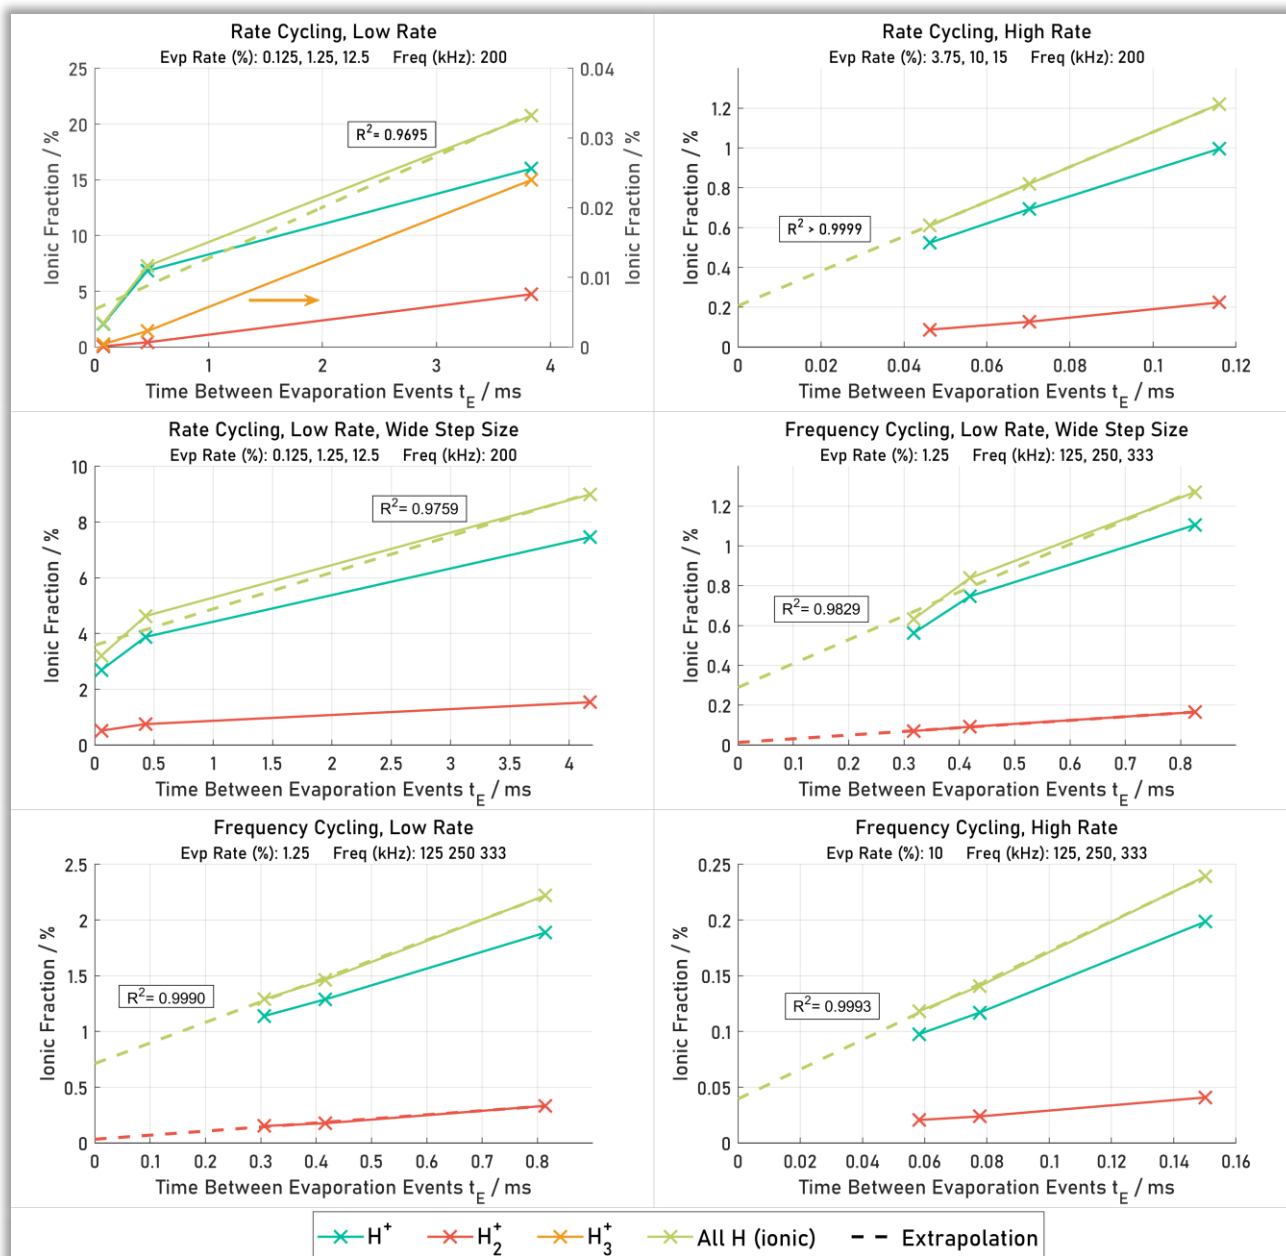 Rate Cycling, Low Rate
Evp Rate (%): 0.125, 1.25, 12.5 Freq (kHz): 200
25
20
15
10
5
0
0.04
0.03
0.02
0.01
0
R²= 0.9695
Ionic Fraction / %
Ionic Fraction / %
0 1 2 3 4
Time Between Evaporation Events t_E / ms
Rate Cycling, High Rate
Evp Rate (%): 3.75, 10, 15 Freq (kHz): 200
1.2
1
0.8
0.6
0.4
0.2
0
R² > 0.9999
Ionic Fraction / %
0 0.02 0.04 0.06 0.08 0.1 0.12
Time Between Evaporation Events t_E / ms
Rate Cycling, Low Rate, Wide Step Size
Evp Rate (%): 0.125, 1.25, 12.5 Freq (kHz): 200
10
8
6
4
2
0
R²= 0.9759
Ionic Fraction / %
0 0.5 1 1.5 2 2.5 3 3.5 4
Time Between Evaporation Events t_E / ms
Frequency Cycling, Low Rate, Wide Step Size
Evp Rate (%): 1.25 Freq (kHz): 125, 250, 333
1.2
1
0.8
0.6
0.4
0.2
0
R²= 0.9829
Ionic Fraction / %
0 0.1 0.2 0.3 0.4 0.5 0.6 0.7 0.8
Time Between Evaporation Events t_E / ms
Frequency Cycling, Low Rate
Evp Rate (%): 1.25 Freq (kHz): 125 250 333
2.5
2
1.5
1
0.5
0
R²= 0.9990
Ionic Fraction / %
0 0.1 0.2 0.3 0.4 0.5 0.6 0.7 0.8
Time Between Evaporation Events t_E / ms
Frequency Cycling, High Rate
Evp Rate (%): 10 Freq (kHz): 125, 250, 333
0.25
0.2
0.15
0.1
0.05
0
R²= 0.9993
Ionic Fraction / %
0 0.02 0.04 0.06 0.08 0.1 0.12 0.14 0.16
Time Between Evaporation Events t_E / ms
H⁺ H₂⁺ H₃⁺ All H (ionic) Extrapolation